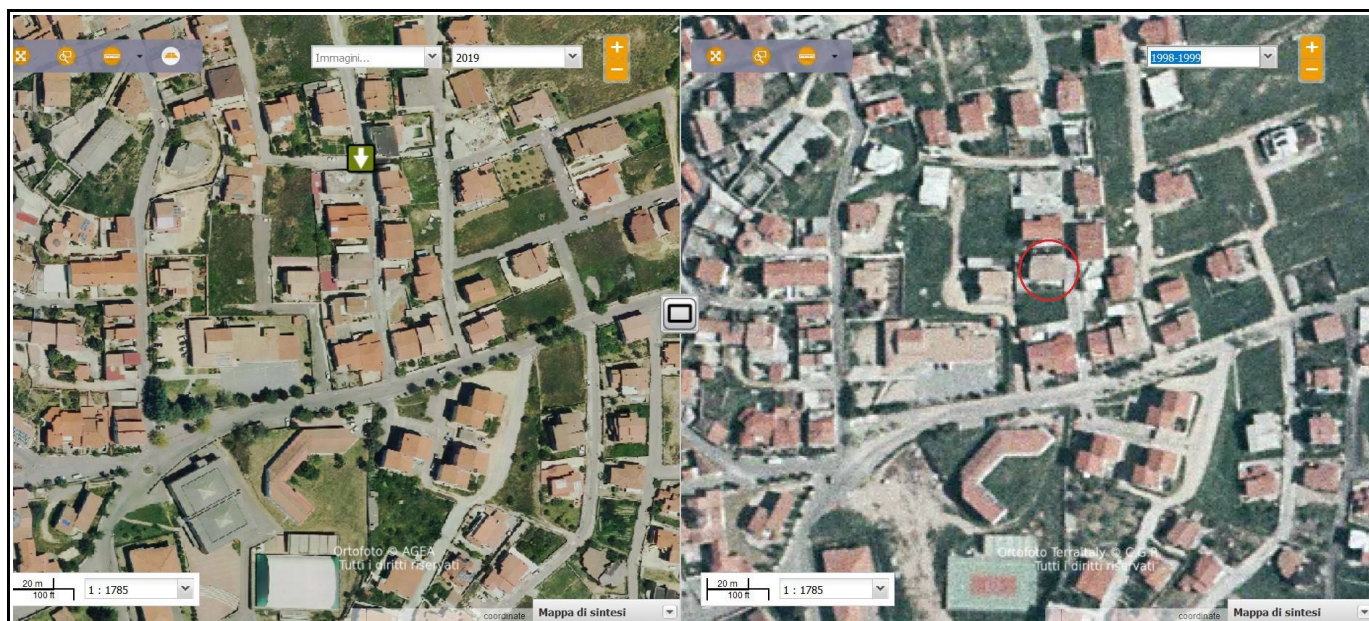 Immagini...
2019
+
−
Ortofoto © AGEA
Tutti i diritti riservati
20 m
100 ft
1 : 1785
coordinate
Mappa di sintesi
1998-1999
+
−
Ortofoto TerraItaly © C.G.R.
Tutti i diritti riservati
20 m
100 ft
1 : 1785
coordinate
Mappa di sintesi